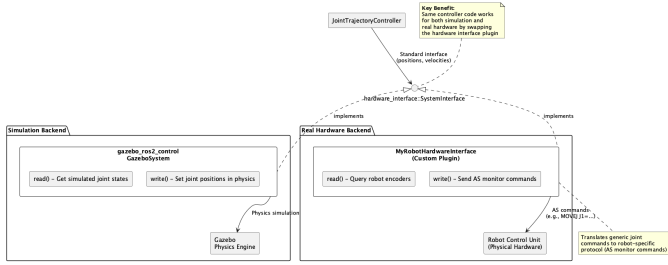 Key Benefit:
Same controller code works
for both simulation and
real hardware by swapping
the hardware interface plugin
JointTrajectoryController
Standard interface
(positions, velocities)
hardware_interface::SystemInterface
implements
implements
Simulation Backend
gazebo_ros2_control
GazeboSystem
read() – Get simulated joint states
write() – Set joint positions in physics
Physics simulation
Gazebo
Physics Engine
Real Hardware Backend
MyRobotHardwareInterface
(Custom Plugin)
read() – Query robot encoders
write() – Send AS monitor commands
AS commands
(e.g., MOVEJ J1=...)
Robot Control Unit
(Physical Hardware)
Translates generic joint
commands to robot-specific
protocol (AS monitor commands)